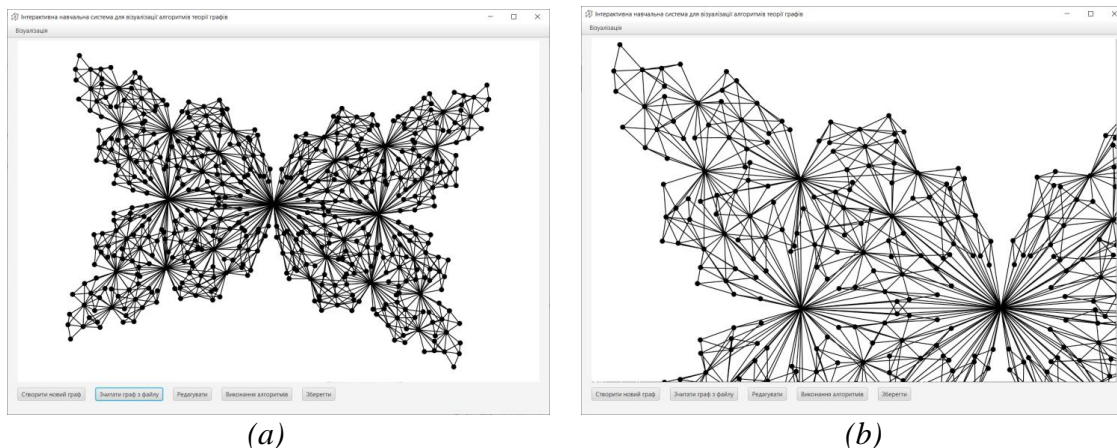 Інтерактивна навчальна система для візуалізації алгоритмів теорії графів
Візуалізація
Створити новий граф Зчитати граф з файлу Редагувати Виконання алгоритмів Зберегти
(a)
Інтерактивна навчальна система для візуалізації алгоритмів теорії графів
Візуалізація
Створити новий граф Зчитати граф з файлу Редагувати Виконання алгоритмів Зберегти
(b)